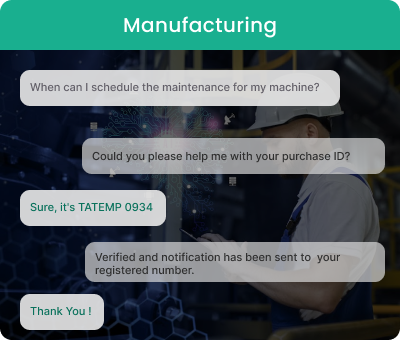 Manufacturing
When can I schedule the maintenance for my machine?
Could you please help me with your purchase ID?
Sure, it's TATEMP 0934
Verified and notification has been sent to your
registered number.
Thank You !